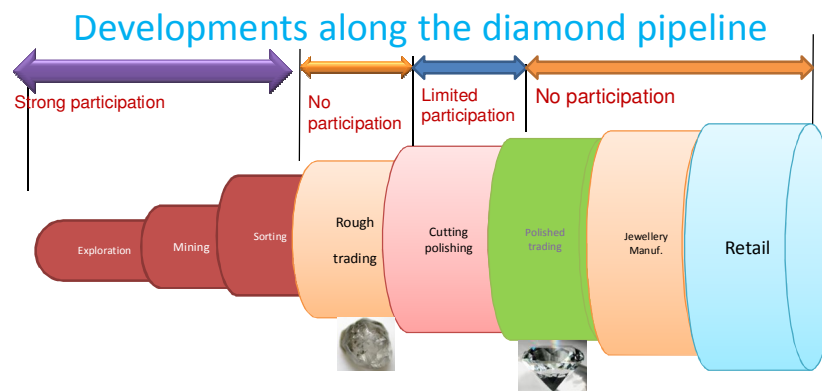 Developments along the diamond pipeline
Strong participation
No
participation
Limited
participation
No participation
Exploration
Mining
Sorting
Rough
trading
Cutting
polishing
Polished
trading
Jewellery
Manuf.
Retail